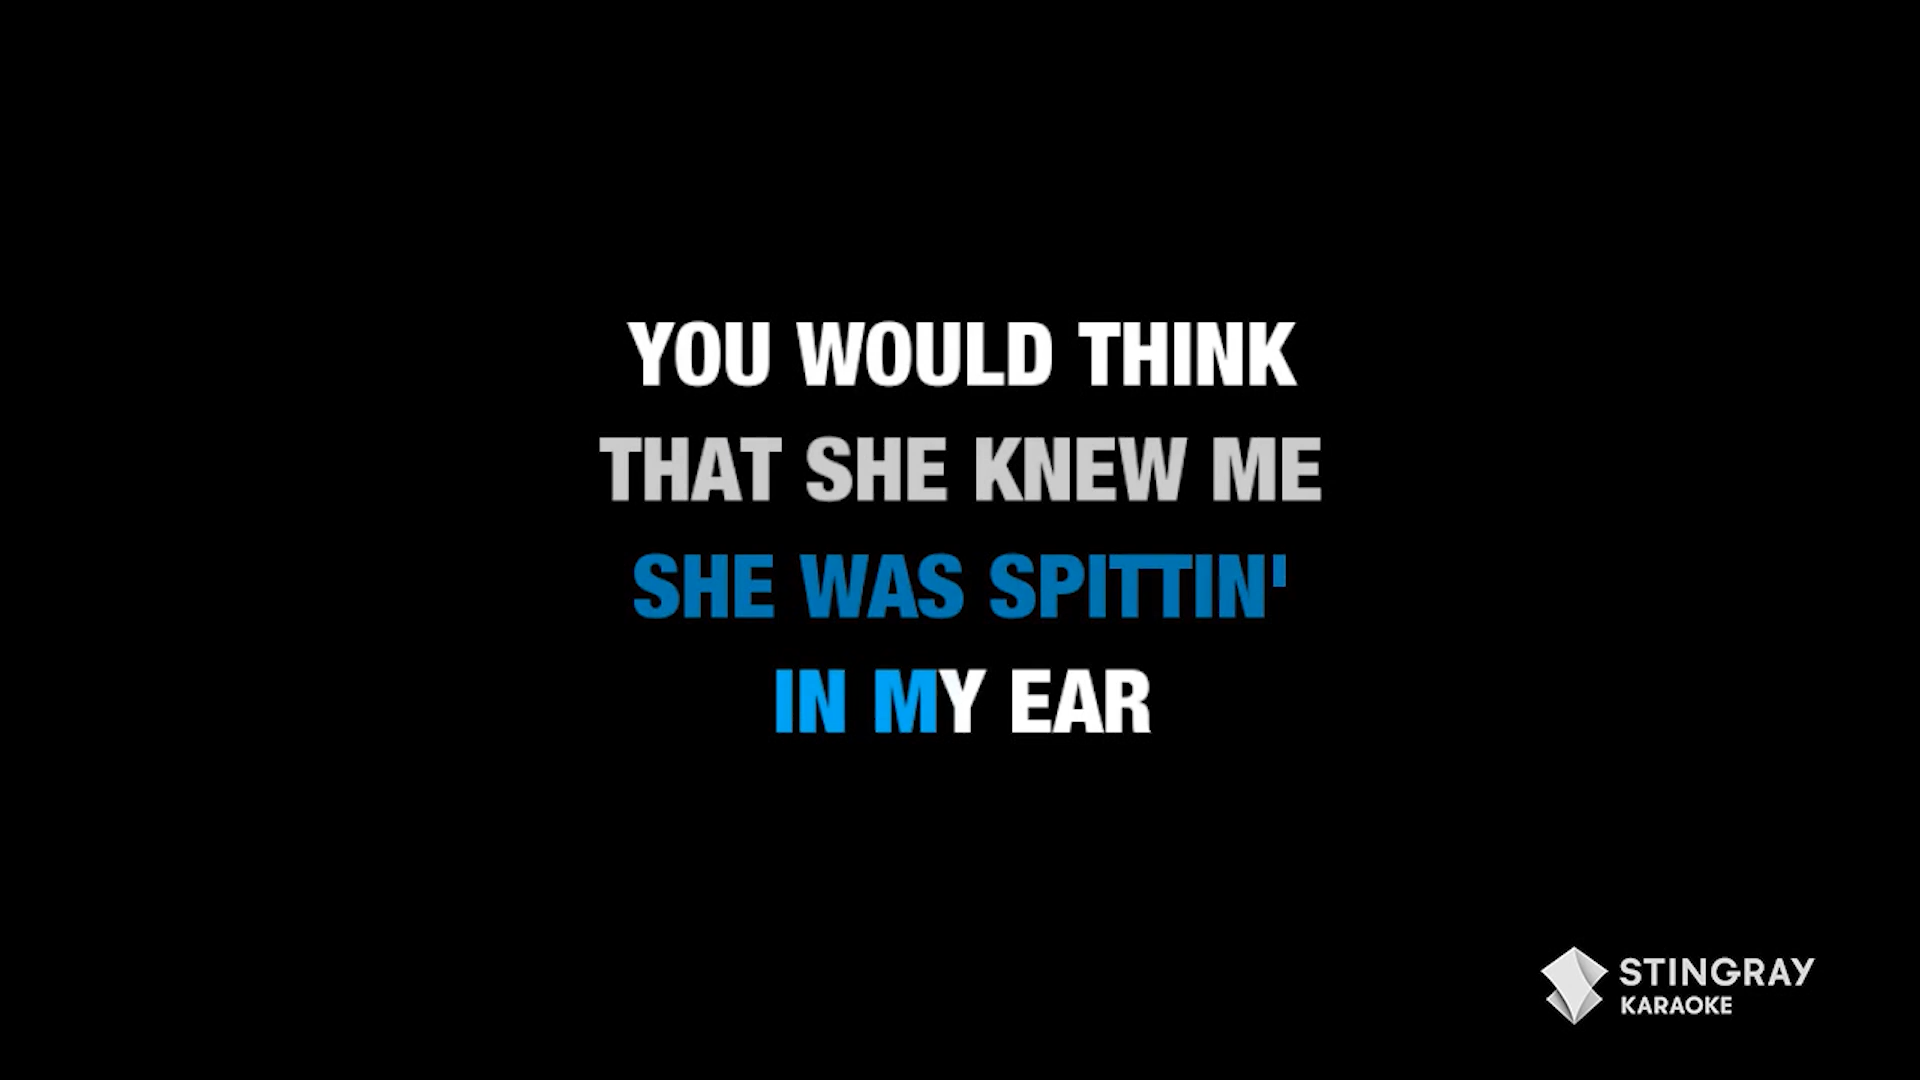 YOU WOULD THINK
THAT SHE KNEW ME
SHE WAS SPITTIN'
IN MY EAR
STINGRAY
KARAOKE